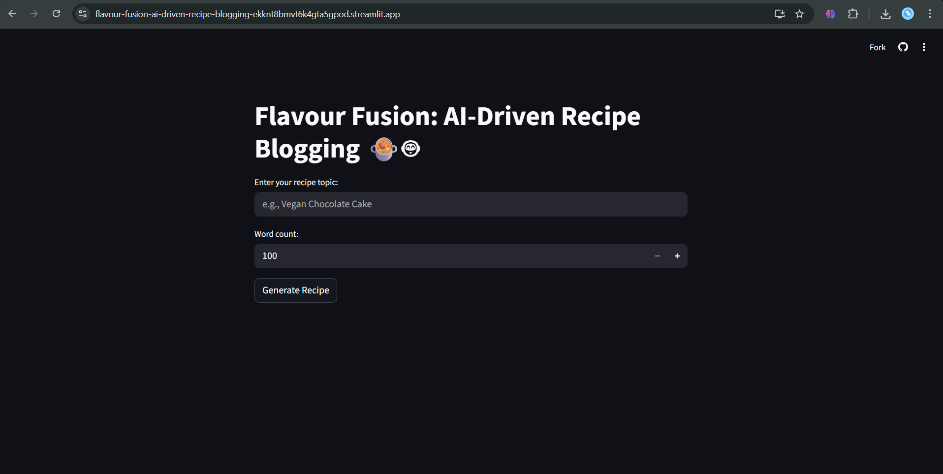 flavour-fusion-ai-driven-recipe-blogging-ekknt8bmvt6k4gta5gpod.streamlit.app
Fork
Flavour Fusion: AI-Driven Recipe
Blogging
Enter your recipe topic:
e.g., Vegan Chocolate Cake
Word count:
100
Generate Recipe